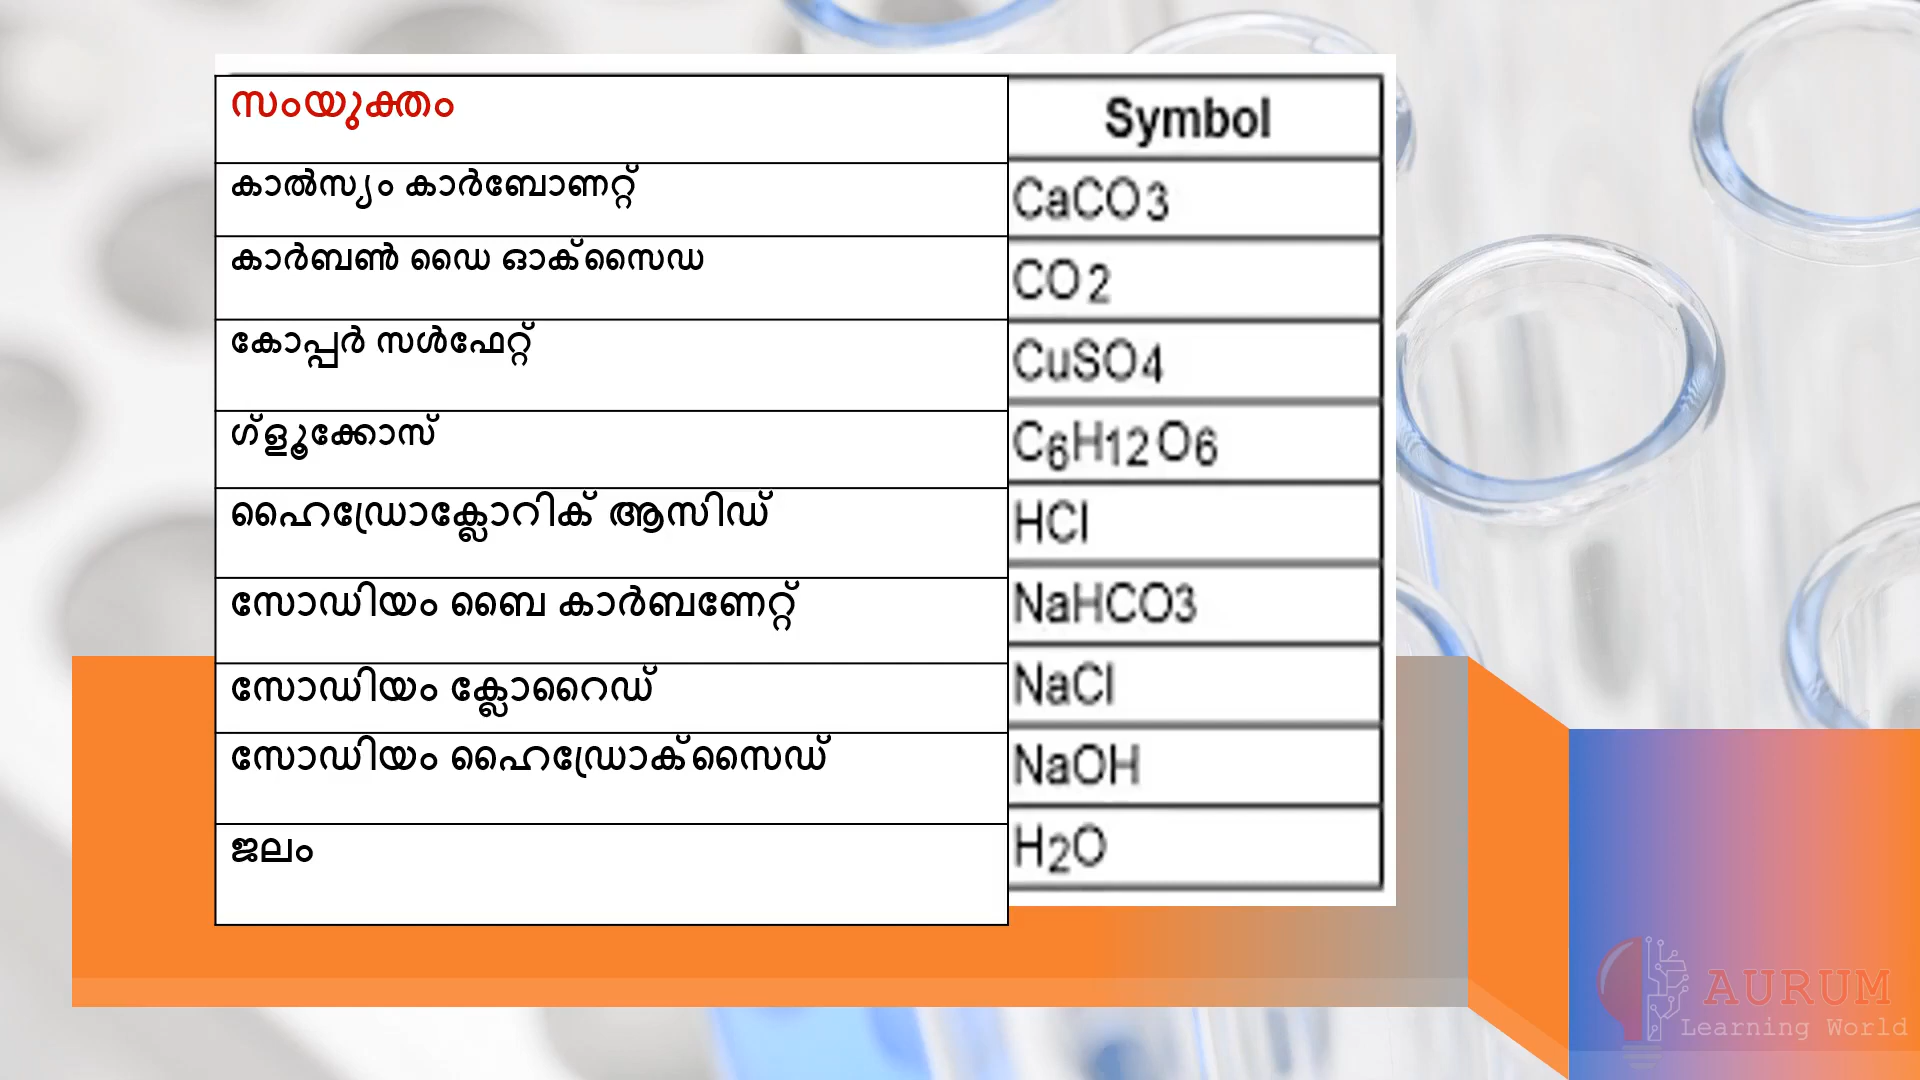 സംയുക്തം Symbol
കാൽസ്യം കാർബോണറ്റ് CaCO3
കാർബൺ ഡൈ ഓക്സൈഡ CO2
കോപ്പർ സൾഫേറ്റ് CuSO4
ഗ്ളൂക്കോസ് C6H12O6
ഹൈഡ്രോക്ലോറിക് ആസിഡ് HCl
സോഡിയം ബൈ കാർബണേറ്റ് NaHCO3
സോഡിയം ക്ലോറൈഡ് NaCl
സോഡിയം ഹൈഡ്രോക്സൈഡ് NaOH
ജലം H2O
AURUM
Learning World